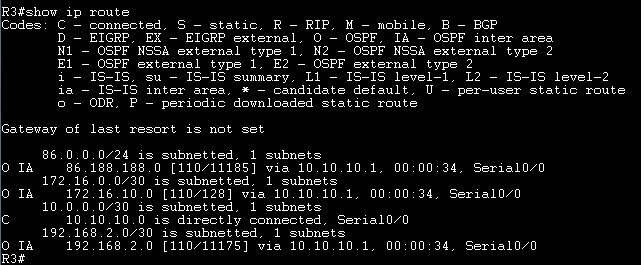 R3#show ip route
Codes: C - connected, S - static, R - RIP, M - mobile, B - BGP
       D - EIGRP, EX - EIGRP external, O - OSPF, IA - OSPF inter area
       N1 - OSPF NSSA external type 1, N2 - OSPF NSSA external type 2
       E1 - OSPF external type 1, E2 - OSPF external type 2
       i - IS-IS, su - IS-IS summary, L1 - IS-IS level-1, L2 - IS-IS level-2
       ia - IS-IS inter area, * - candidate default, U - per-user static route
       o - ODR, P - periodic downloaded static route
Gateway of last resort is not set
     86.0.0.0/24 is subnetted, 1 subnets
O IA    86.188.188.0 [110/11185] via 10.10.10.1, 00:00:34, Serial0/0
     172.16.0.0/30 is subnetted, 1 subnets
O IA    172.16.10.0 [110/128] via 10.10.10.1, 00:00:34, Serial0/0
     10.0.0.0/30 is subnetted, 1 subnets
C       10.10.10.0 is directly connected, Serial0/0
     192.168.2.0/30 is subnetted, 1 subnets
O IA    192.168.2.0 [110/11175] via 10.10.10.1, 00:00:34, Serial0/0
R3#